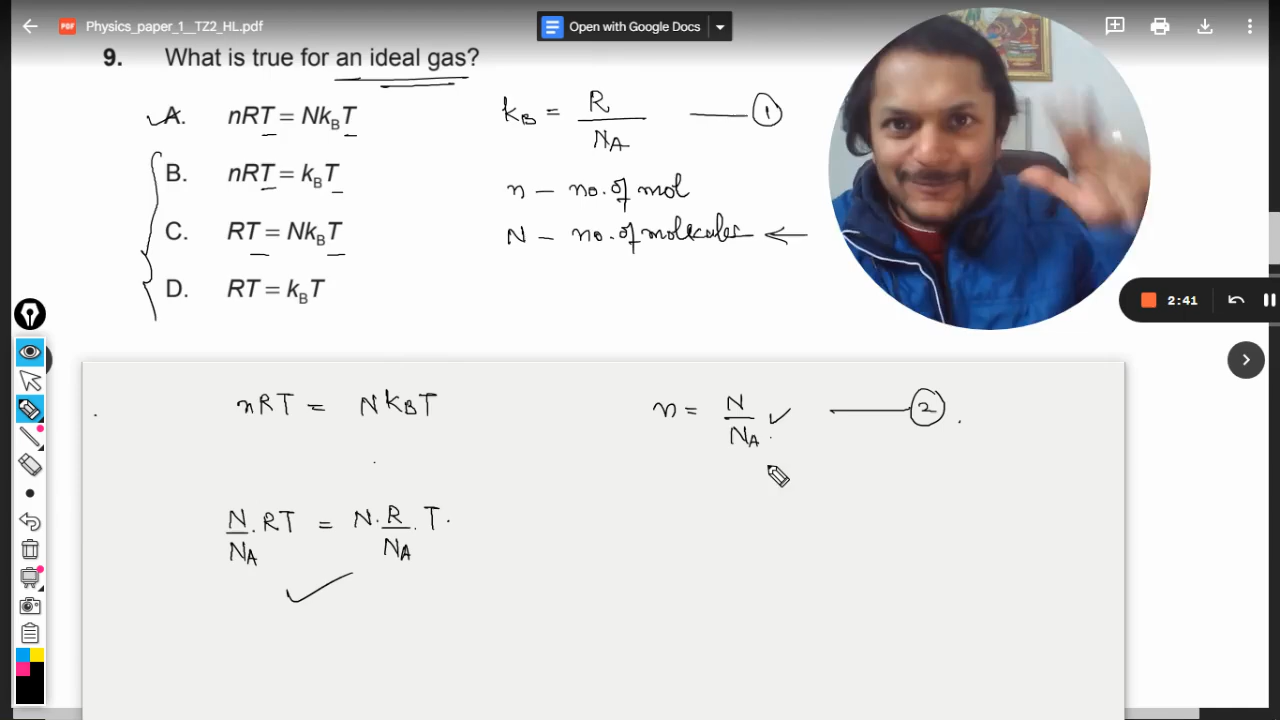 Physics_paper_1__TZ2_HL.pdf
Open with Google Docs
9. What is true for an ideal gas?
A. nRT = Nk_BT
B. nRT = k_BT
C. RT = Nk_BT
D. RT = k_BT
k_B = R / N_A — 1
n — no. of mol
N — no. of molecules ←
2:41
nRT = Nk_BT
n = N / N_A ✓ — 2 .
N / N_A . RT = N . R / N_A . T .